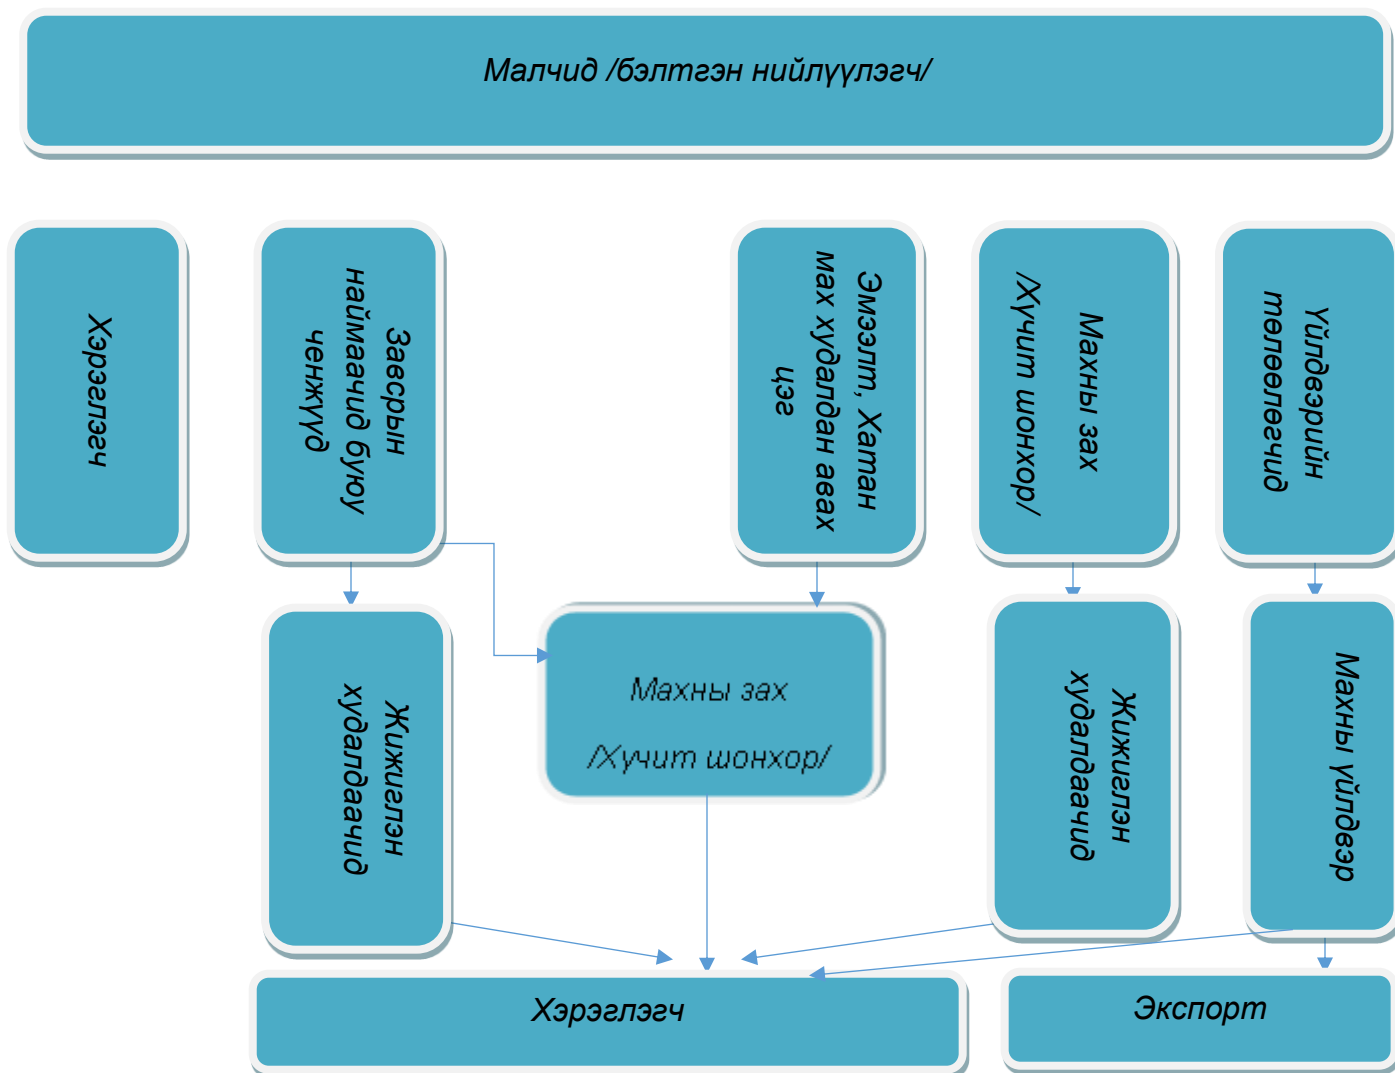 Малчид /бэлтгэн нийлүүлэгч/
Хэрэглэгч
Завсрын
наймаачид буюу
ченжүүд
Эмээлт, Хатан
мах худалдан авах
цэг
Махны зах
/Хүчит шонхор/
Үйлдвэрийн
төлөөлөгчид
Жижиглэн
худалдаачид
Махны зах
/Хүчит шонхор/
Жижиглэн
худалдаачид
Махны үйлдвэр
Хэрэглэгч
Экспорт